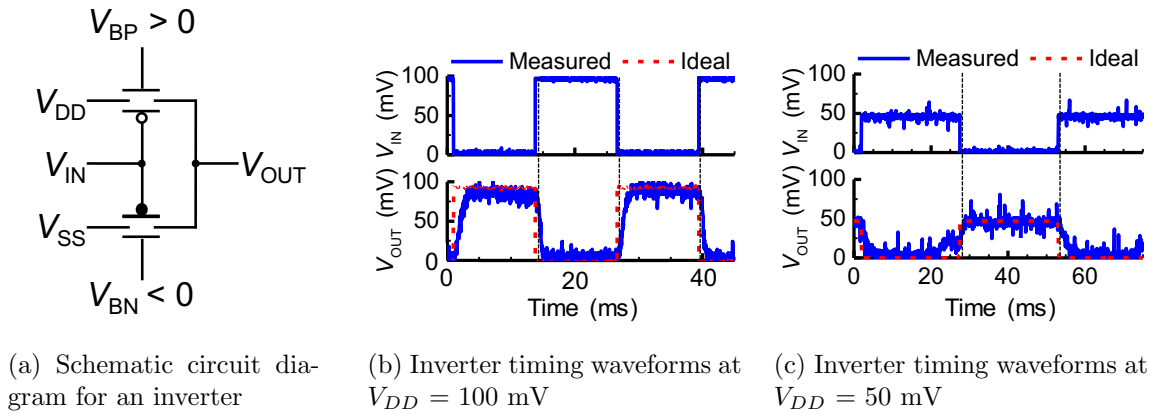 V_BP > 0
V_DD
V_IN
V_OUT
V_SS
V_BN < 0
Measured Ideal
V_IN (mV)
100
50
0
V_OUT (mV)
100
50
0
0 20 40
Time (ms)
Measured Ideal
V_IN (mV)
100
50
0
V_OUT (mV)
100
50
0
0 20 40 60
Time (ms)
(a) Schematic circuit dia-
gram for an inverter
(b) Inverter timing waveforms at
V_DD = 100 mV
(c) Inverter timing waveforms at
V_DD = 50 mV